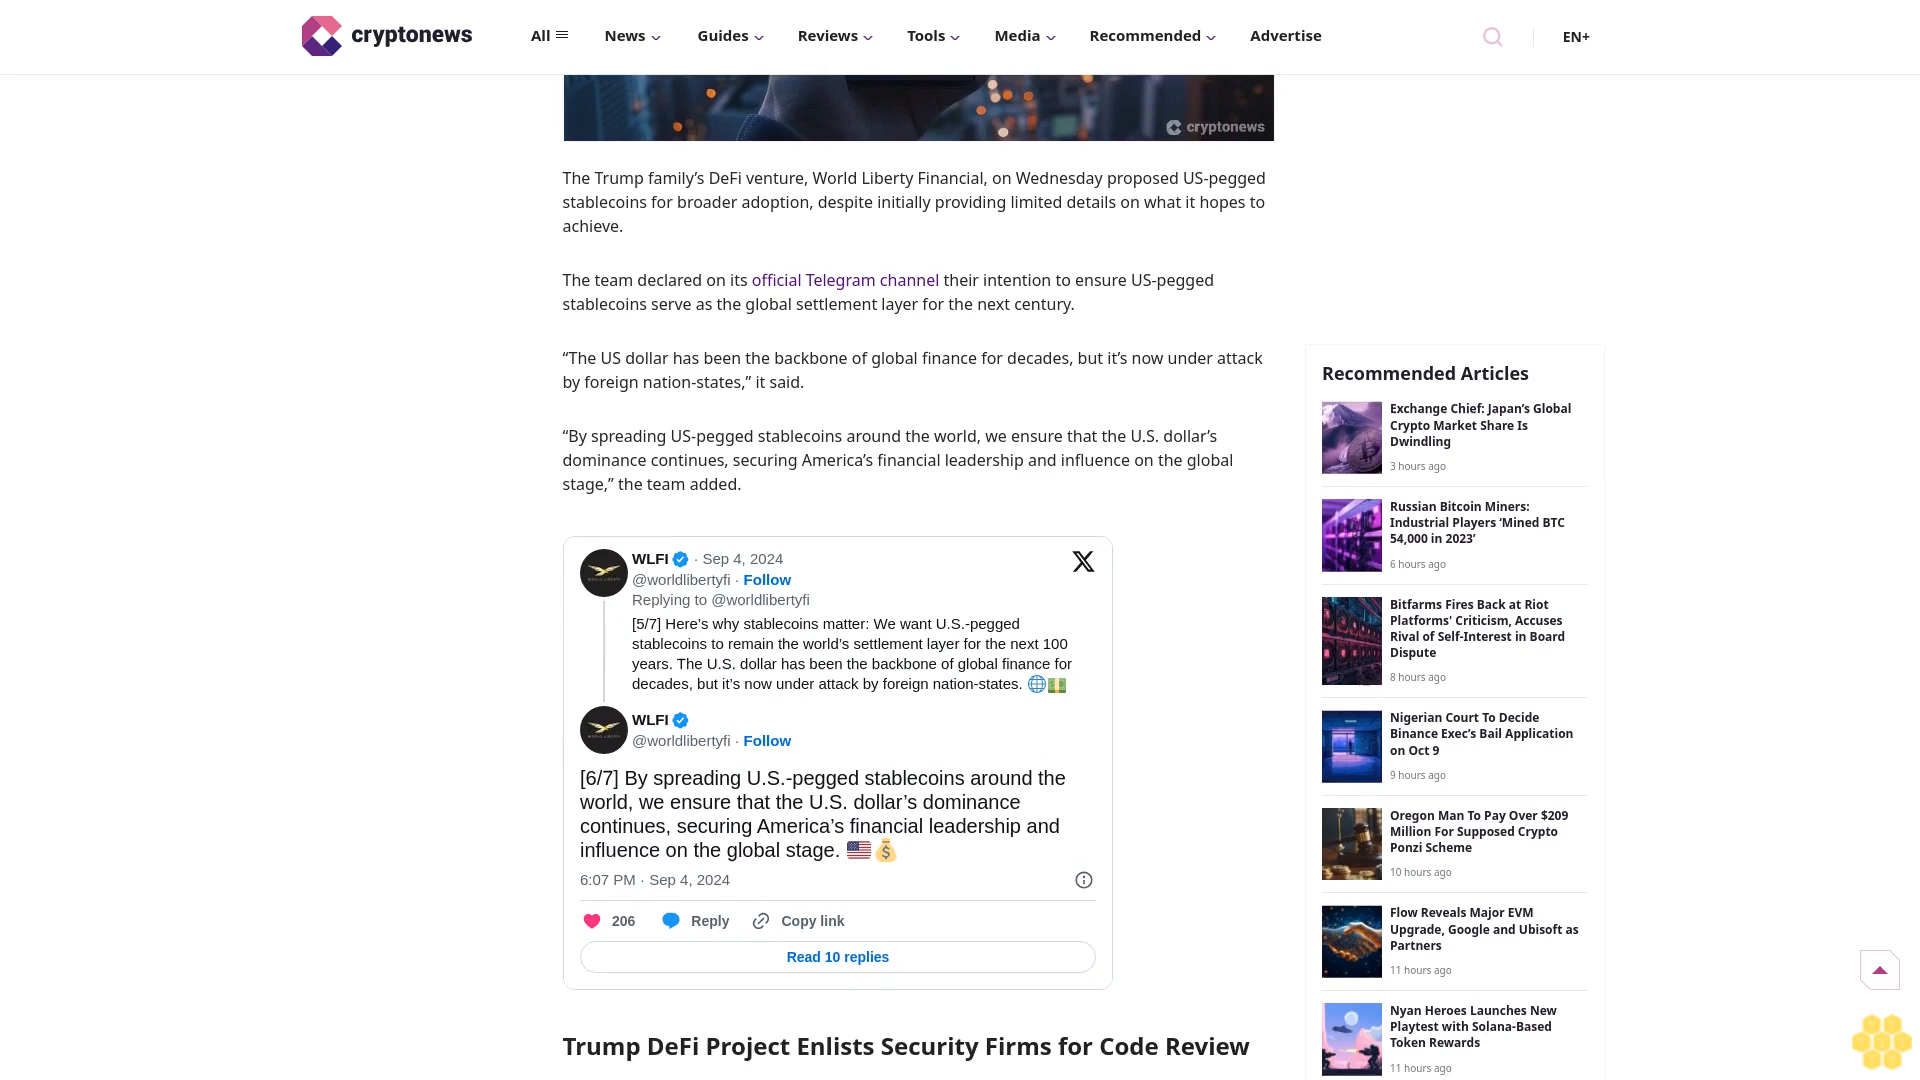 cryptonews
All
News
Guides
Reviews
Tools
Media
Recommended
Advertise
EN+
cryptonews
The Trump family’s DeFi venture, World Liberty Financial, on Wednesday proposed US-pegged
stablecoins for broader adoption, despite initially providing limited details on what it hopes to
achieve.
The team declared on its official Telegram channel their intention to ensure US-pegged
stablecoins serve as the global settlement layer for the next century.
“The US dollar has been the backbone of global finance for decades, but it’s now under attack
by foreign nation-states,” it said.
“By spreading US-pegged stablecoins around the world, we ensure that the U.S. dollar’s
dominance continues, securing America’s financial leadership and influence on the global
stage,” the team added.
WLFI · Sep 4, 2024
@worldlibertyfi · Follow
Replying to @worldlibertyfi
[5/7] Here’s why stablecoins matter: We want U.S.-pegged
stablecoins to remain the world’s settlement layer for the next 100
years. The U.S. dollar has been the backbone of global finance for
decades, but it’s now under attack by foreign nation-states. 🌐💵
WLFI
@worldlibertyfi · Follow
[6/7] By spreading U.S.-pegged stablecoins around the
world, we ensure that the U.S. dollar’s dominance
continues, securing America’s financial leadership and
influence on the global stage. 🇺🇸💰
6:07 PM · Sep 4, 2024
206
Reply
Copy link
Read 10 replies
Trump DeFi Project Enlists Security Firms for Code Review
Recommended Articles
Exchange Chief: Japan’s Global
Crypto Market Share Is
Dwindling
3 hours ago
Russian Bitcoin Miners:
Industrial Players ‘Mined BTC
54,000 in 2023’
6 hours ago
Bitfarms Fires Back at Riot
Platforms' Criticism, Accuses
Rival of Self-Interest in Board
Dispute
8 hours ago
Nigerian Court To Decide
Binance Exec’s Bail Application
on Oct 9
9 hours ago
Oregon Man To Pay Over $209
Million For Supposed Crypto
Ponzi Scheme
10 hours ago
Flow Reveals Major EVM
Upgrade, Google and Ubisoft as
Partners
11 hours ago
Nyan Heroes Launches New
Playtest with Solana-Based
Token Rewards
11 hours ago